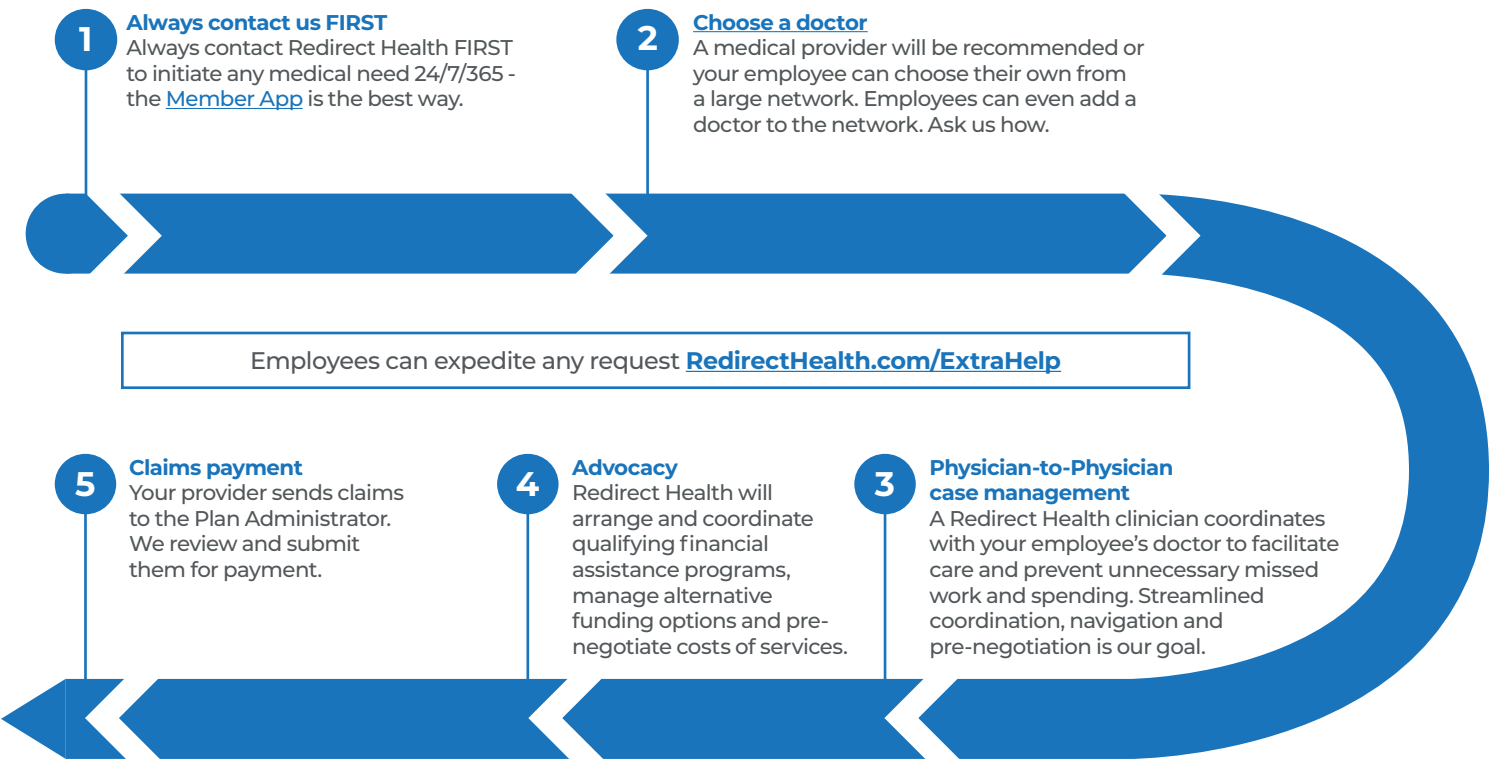 1
Always contact us FIRST
Always contact Redirect Health FIRST
to initiate any medical need 24/7/365 -
the Member App is the best way.
2
Choose a doctor
A medical provider will be recommended or
your employee can choose their own from
a large network. Employees can even add a
doctor to the network. Ask us how.
Employees can expedite any request RedirectHealth.com/ExtraHelp
3
Physician-to-Physician
case management
A Redirect Health clinician coordinates
with your employee's doctor to facilitate
care and prevent unnecessary missed
work and spending. Streamlined
coordination, navigation and
pre-negotiation is our goal.
4
Advocacy
Redirect Health will
arrange and coordinate
qualifying financial
assistance programs,
manage alternative
funding options and pre-
negotiate costs of services.
5
Claims payment
Your provider sends claims
to the Plan Administrator.
We review and submit
them for payment.